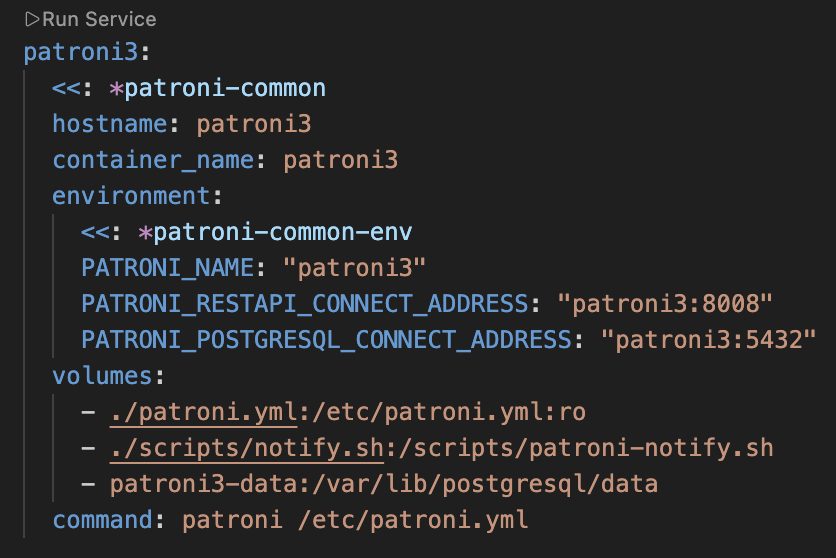 ▷Run Service
patroni3:
  <<: *patroni-common
  hostname: patroni3
  container_name: patroni3
  environment:
    <<: *patroni-common-env
    PATRONI_NAME: "patroni3"
    PATRONI_RESTAPI_CONNECT_ADDRESS: "patroni3:8008"
    PATRONI_POSTGRESQL_CONNECT_ADDRESS: "patroni3:5432"
  volumes:
    - ./patroni.yml:/etc/patroni.yml:ro
    - ./scripts/notify.sh:/scripts/patroni-notify.sh
    - patroni3-data:/var/lib/postgresql/data
  command: patroni /etc/patroni.yml